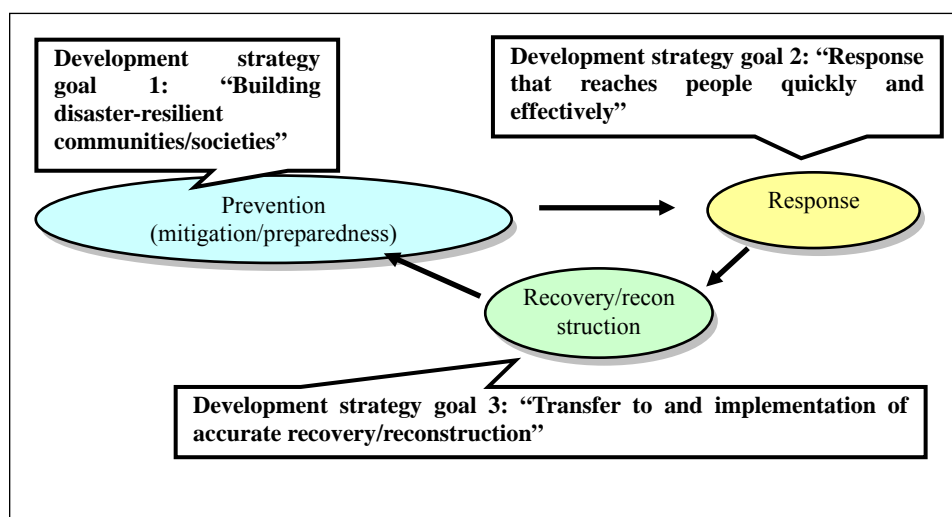 Development strategy
goal 1: “Building
disaster-resilient
communities/societies”
Development strategy goal 2: “Response
that reaches people quickly and
effectively”
Prevention
(mitigation/preparedness)
Response
Recovery/recon
struction
Development strategy goal 3: “Transfer to and implementation of
accurate recovery/reconstruction”